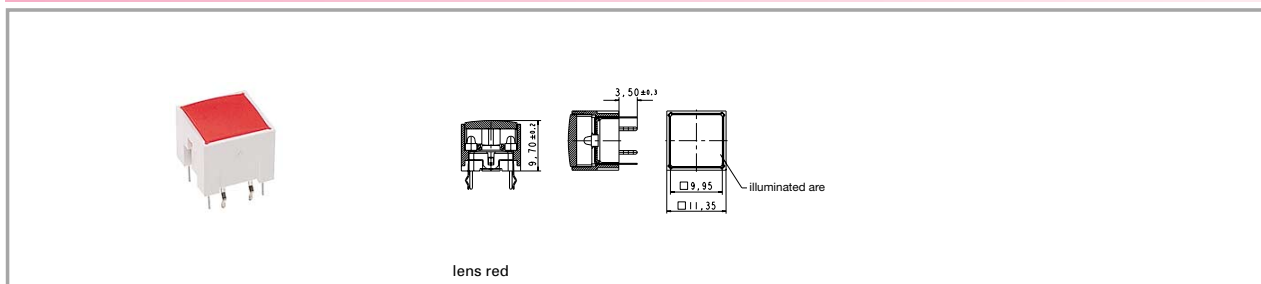 3,50±0,3
9,70±0,2
□9,95
□11,35
illuminated are
lens red